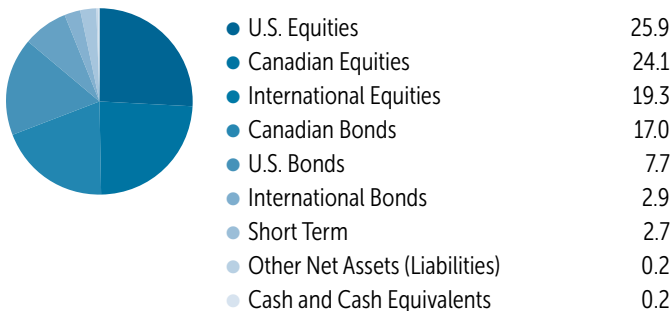 U.S. Equities 25.9
Canadian Equities 24.1
International Equities 19.3
Canadian Bonds 17.0
U.S. Bonds 7.7
International Bonds 2.9
Short Term 2.7
Other Net Assets (Liabilities) 0.2
Cash and Cash Equivalents 0.2